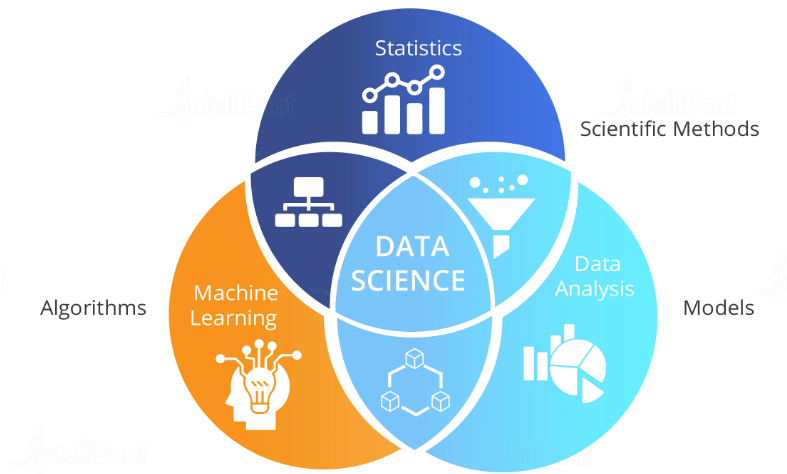 Statistics
Scientific Methods
DATA
SCIENCE
Data
Analysis
Machine
Learning
Algorithms
Models